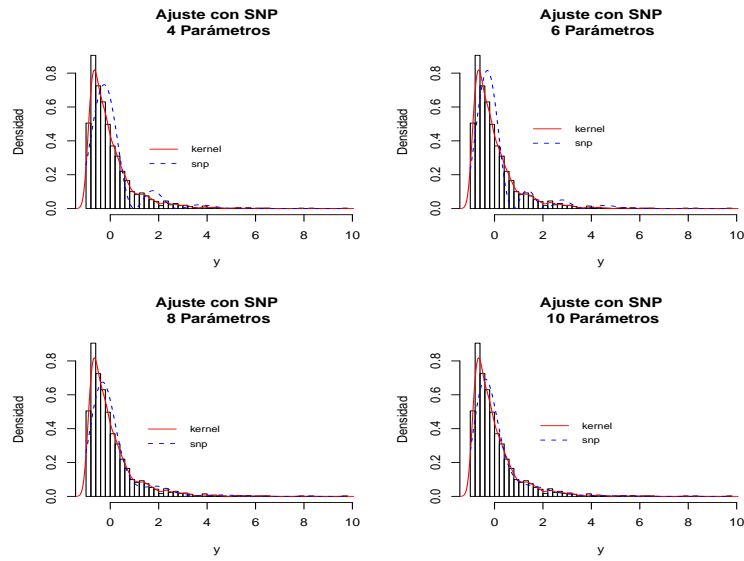 Ajuste con SNP
4 Parámetros
Densidad
0.0 0.2 0.4 0.6 0.8
kernel
snp
0 2 4 6 8 10
y
Ajuste con SNP
6 Parámetros
Densidad
0.0 0.2 0.4 0.6 0.8
kernel
snp
0 2 4 6 8 10
y
Ajuste con SNP
8 Parámetros
Densidad
0.0 0.2 0.4 0.6 0.8
kernel
snp
0 2 4 6 8 10
y
Ajuste con SNP
10 Parámetros
Densidad
0.0 0.2 0.4 0.6 0.8
kernel
snp
0 2 4 6 8 10
y